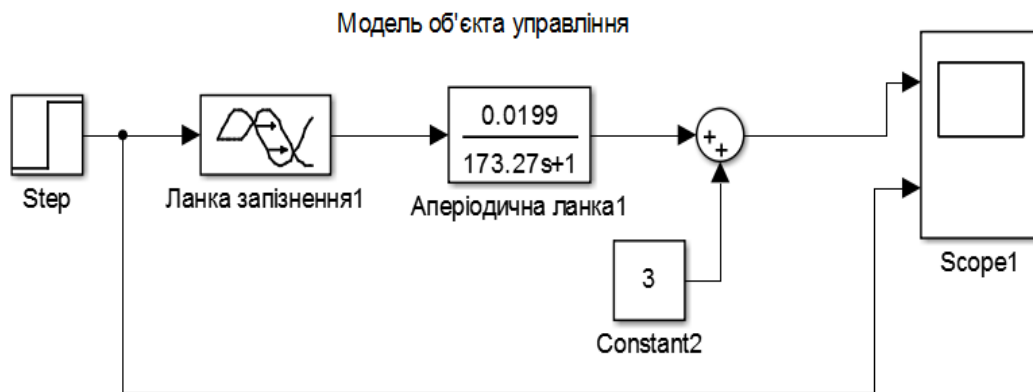 Модель об'єкта управління
Step
Ланка запізнення1
0.0199
173.27s+1
Аперіодична ланка1
+
+
3
Constant2
Scope1